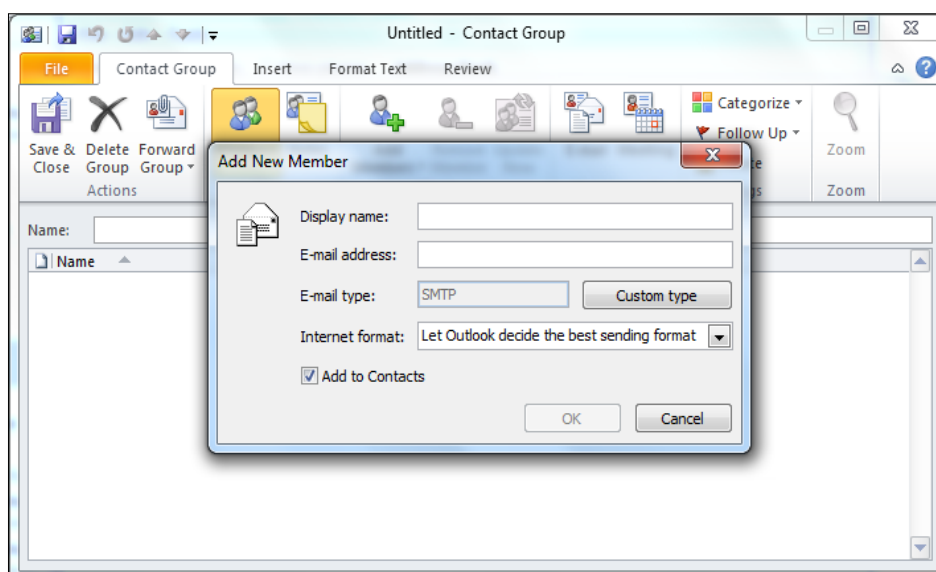 Untitled - Contact Group
File Contact Group Insert Format Text Review
Categorize
Follow Up
Save & Close
Delete Group
Forward Group
Zoom
Actions
Zoom
Add New Member
Name:
Name
Display name:
E-mail address:
E-mail type: SMTP Custom type
Internet format: Let Outlook decide the best sending format
Add to Contacts
OK Cancel